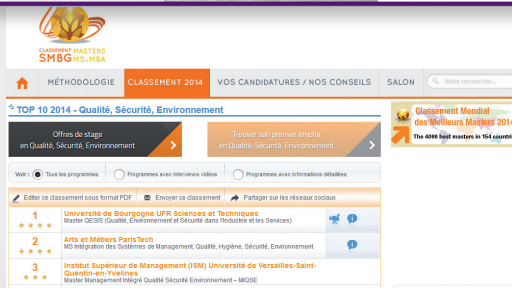 CLASSEMENT MASTERS
SMBG MS.MBA
MÉTHODOLOGIE CLASSEMENT 2014 VOS CANDIDATURES / NOS CONSEILS SALON Votre recherche...
TOP 10 2014 - Qualité, Sécurité, Environnement
Offres de stage
en Qualité, Sécurité, Environnement
Trouver son premier emploi
en Qualité, Sécurité, Environnement
Classement Mondial
des Meilleurs Masters 2014
The 4000 best masters in 154 countri
Voir : Tous les programmes Programmes avec interviews vidéos Programmes avec informations détaillées
Editer ce classement sous format PDF Envoyer ce classement Partager sur les réseaux sociaux
1 Université de Bourgogne UFR Sciences et Techniques
Master QESIS (Qualité, Environnement et Sécurité dans l'Industrie et les Services)
2 Arts et Métiers ParisTech
MS Intégration des Systèmes de Management, Qualité, Hygiène, Sécurité, Environnement
3 Institut Supérieur de Management (ISM) Université de Versailles-Saint-
Quentin-en-Yvelines
Master Management Intégré Qualité Sécurité Environnement – MIQSE